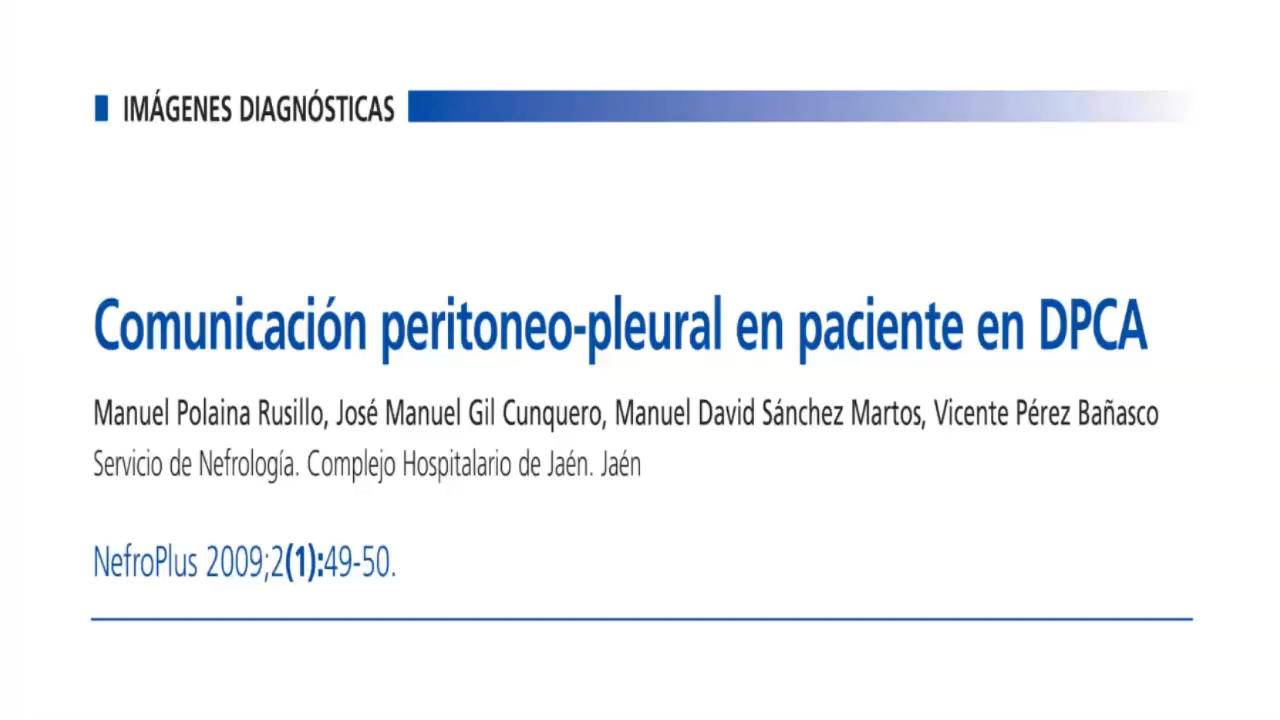 IMÁGENES DIAGNÓSTICAS
Comunicación peritoneo-pleural en paciente en DPCA
Manuel Polaina Rusillo, José Manuel Gil Cunquero, Manuel David Sánchez Martos, Vicente Pérez Bañasco
Servicio de Nefrología. Complejo Hospitalario de Jaén. Jaén
NefroPlus 2009;2(1):49-50.